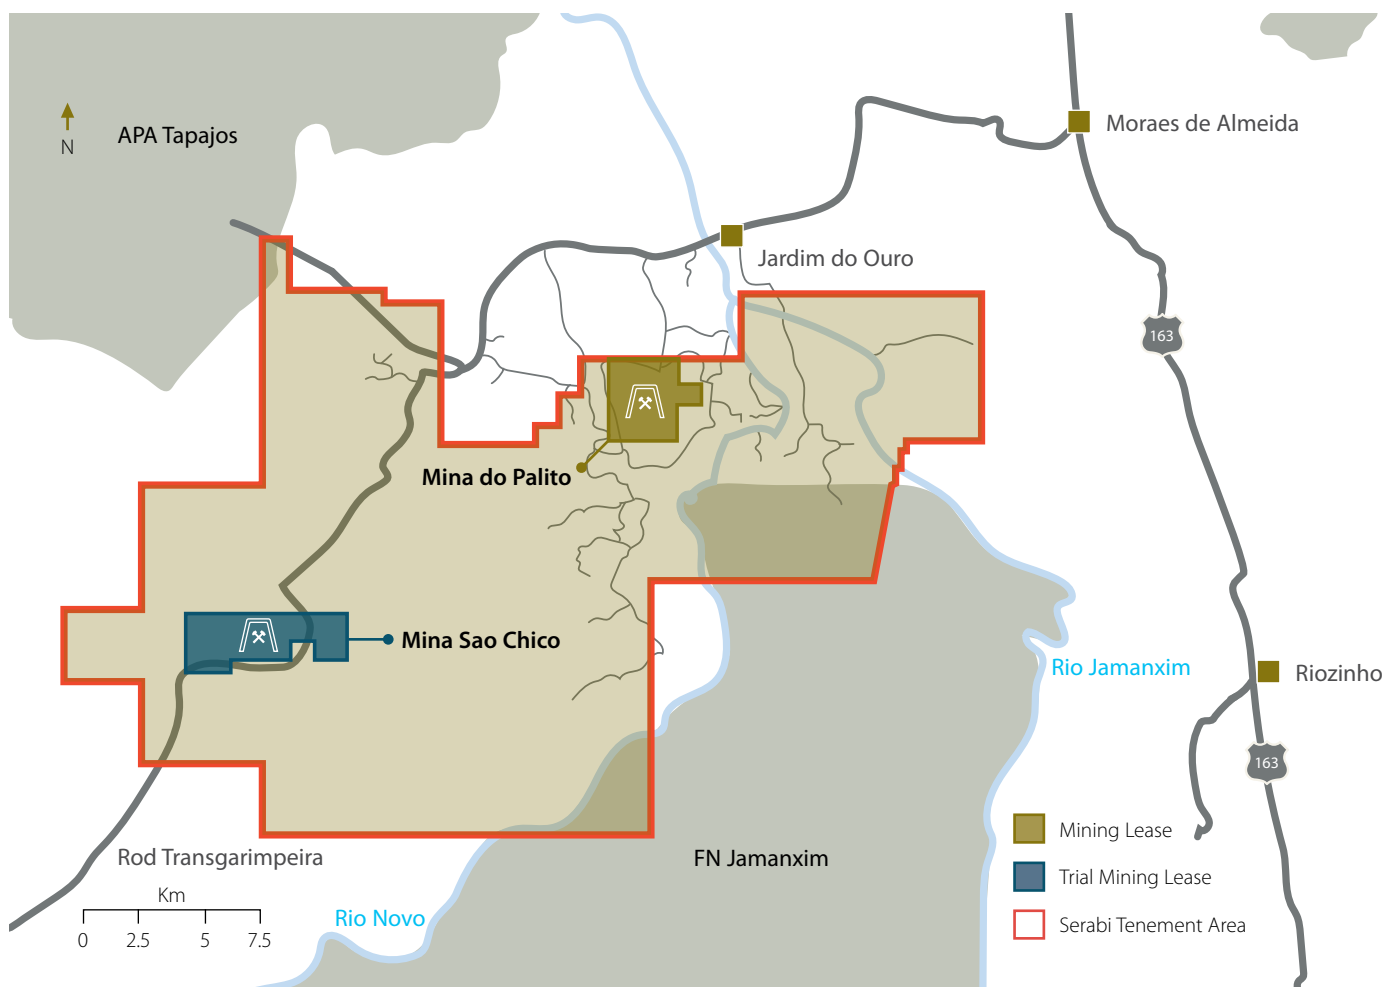 Moraes de Almeida
APA Tapajos
N
Jardim do Ouro
163
Mina do Palito
Mina Sao Chico
Rio Jamanxim
Riozinho
163
Mining Lease
Rod Transgarimpeira
FN Jamanxim
Trial Mining Lease
Km
Rio Novo
Serabi Tenement Area
0 2.5 5 7.5